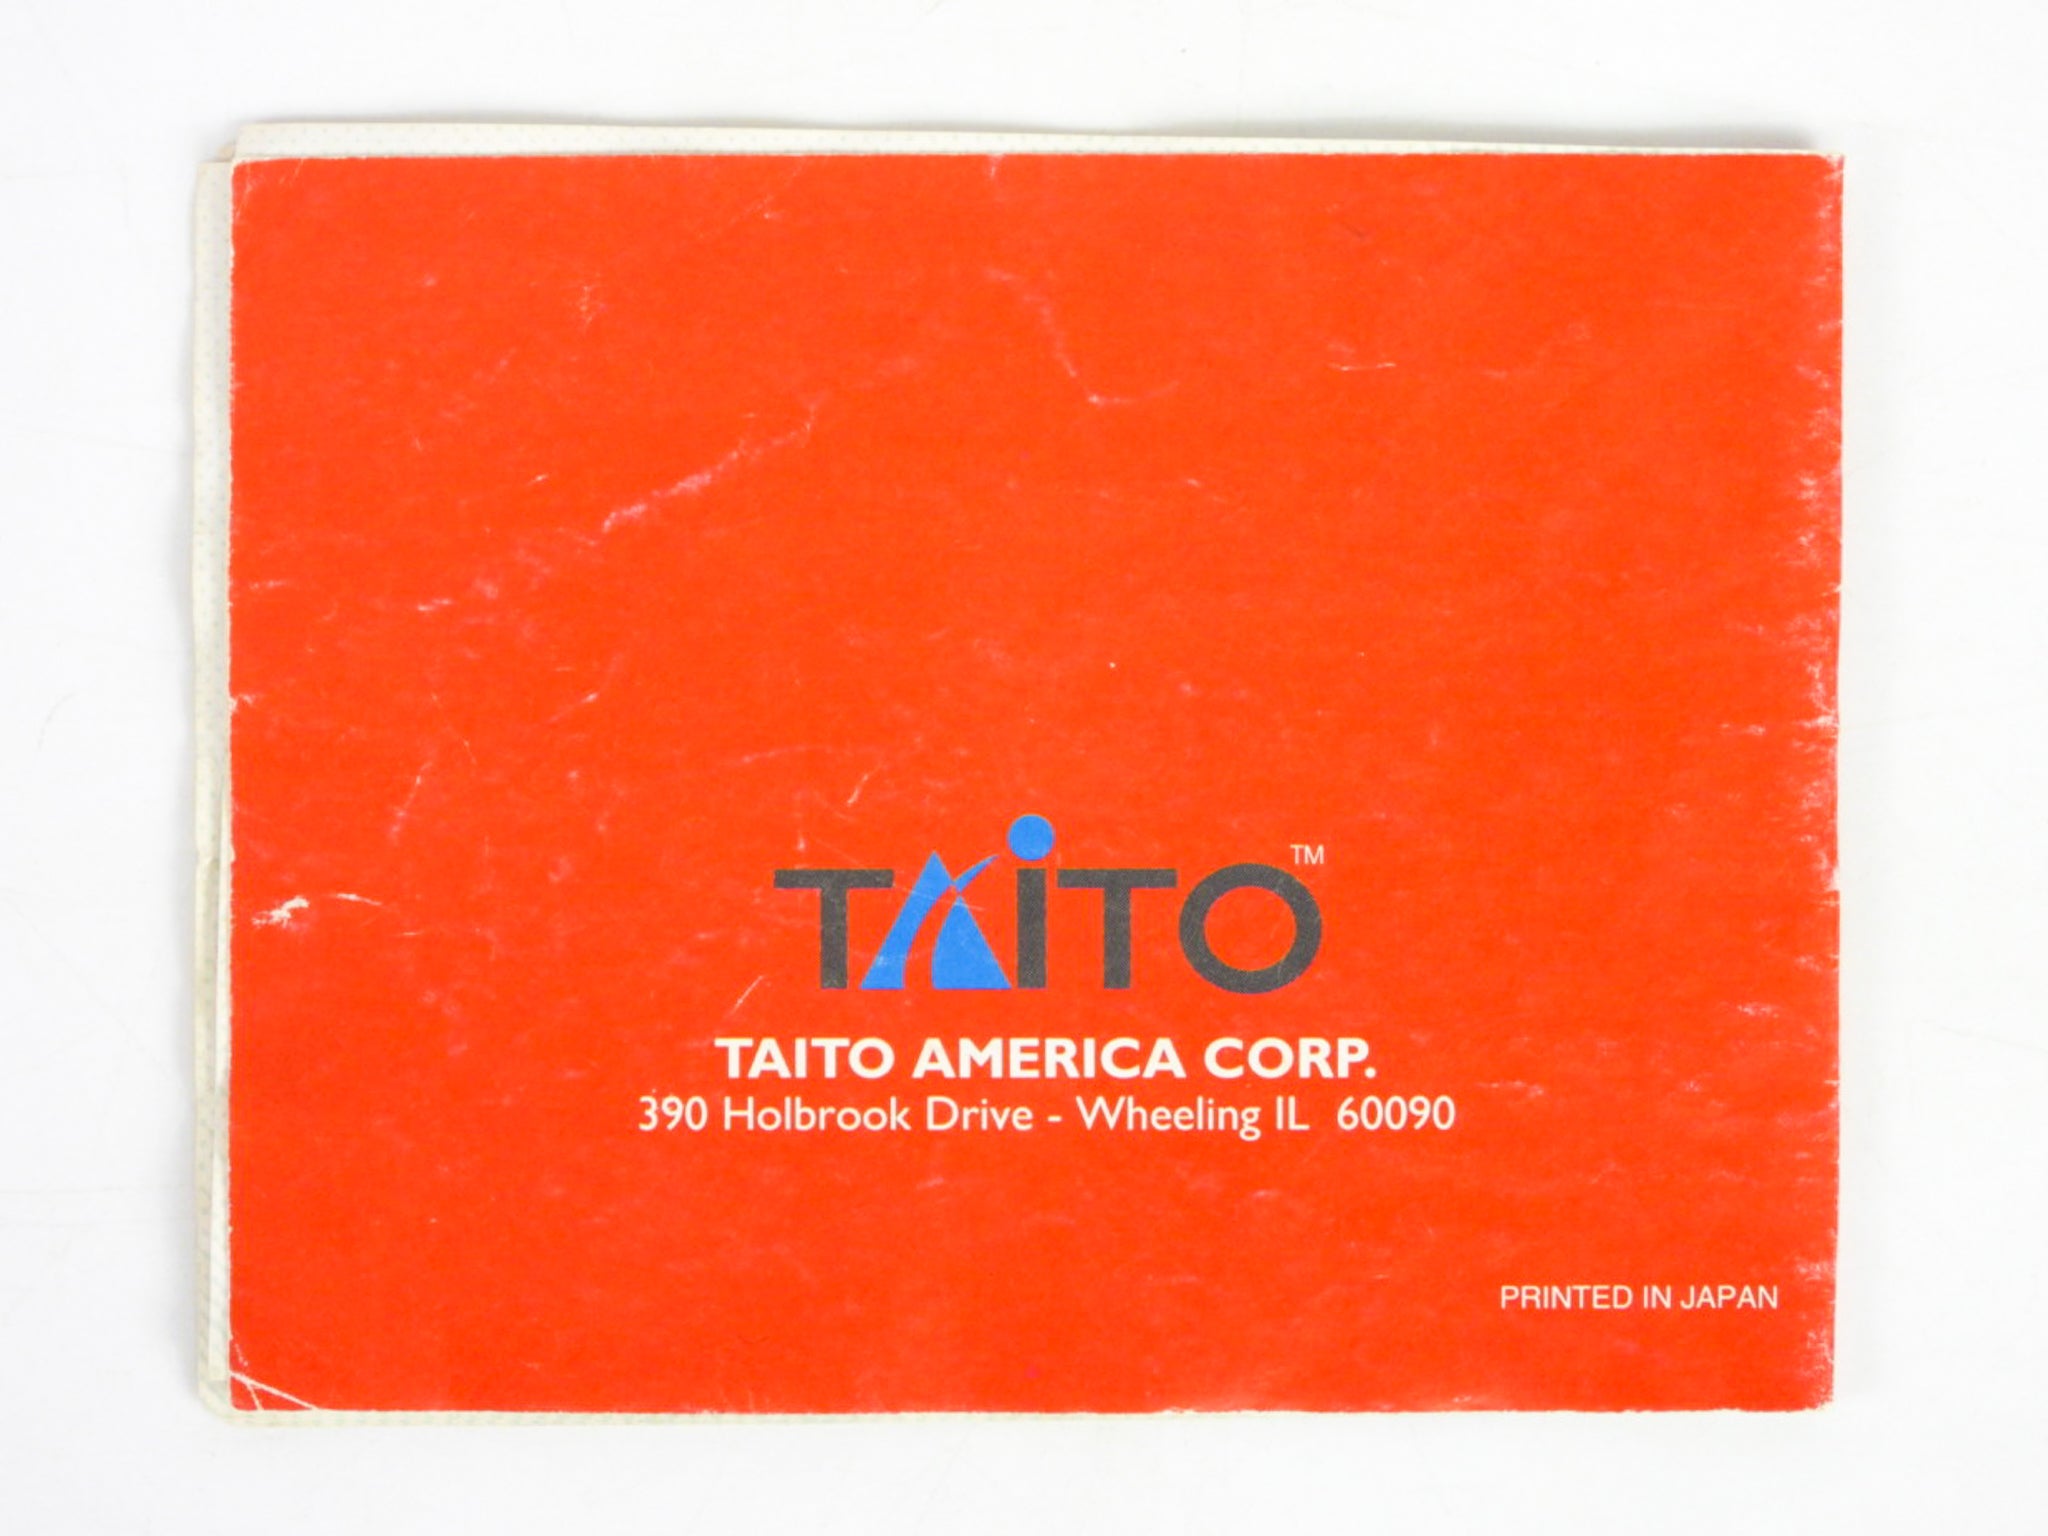 TAiTO™
TAITO AMERICA CORP.
390 Holbrook Drive - Wheeling IL 60090
PRINTED IN JAPAN